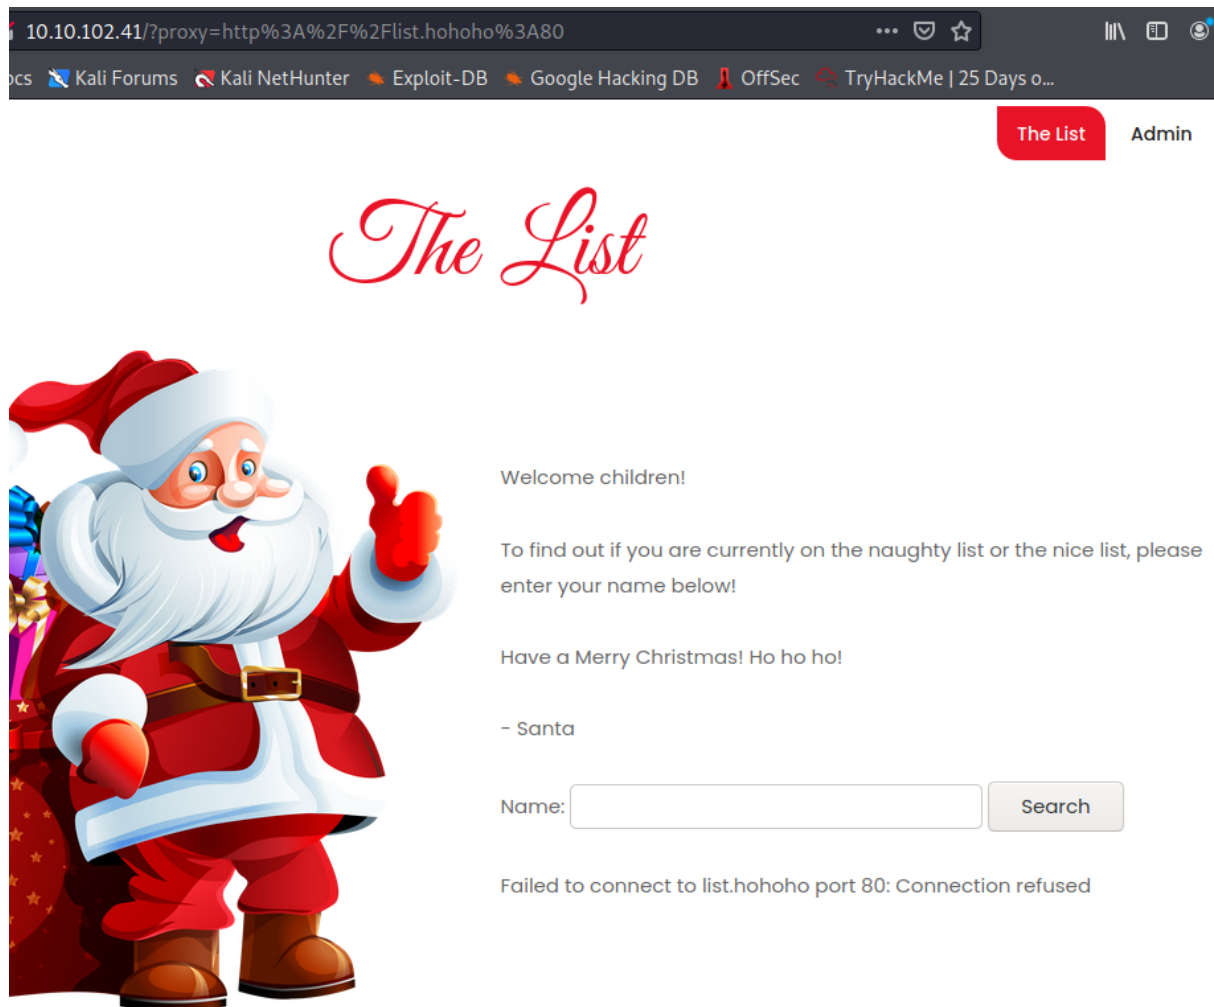 10.10.102.41/?proxy=http%3A%2F%2Flist.hohoho%3A80
ocs Kali Forums Kali NetHunter Exploit-DB Google Hacking DB OffSec TryHackMe | 25 Days o...
The List Admin
The List
Welcome children!
To find out if you are currently on the naughty list or the nice list, please
enter your name below!
Have a Merry Christmas! Ho ho ho!
- Santa
Name: Search
Failed to connect to list.hohoho port 80: Connection refused